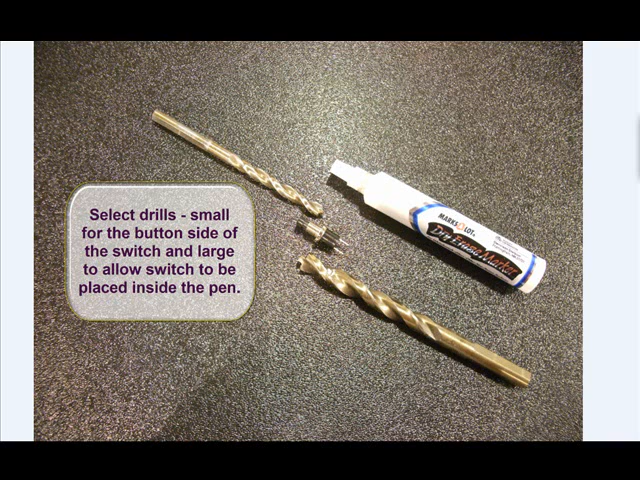 Select drills - small
for the button side of
the switch and large
to allow switch to be
placed inside the pen.
MARKS A LOT
Dry Erase Marker